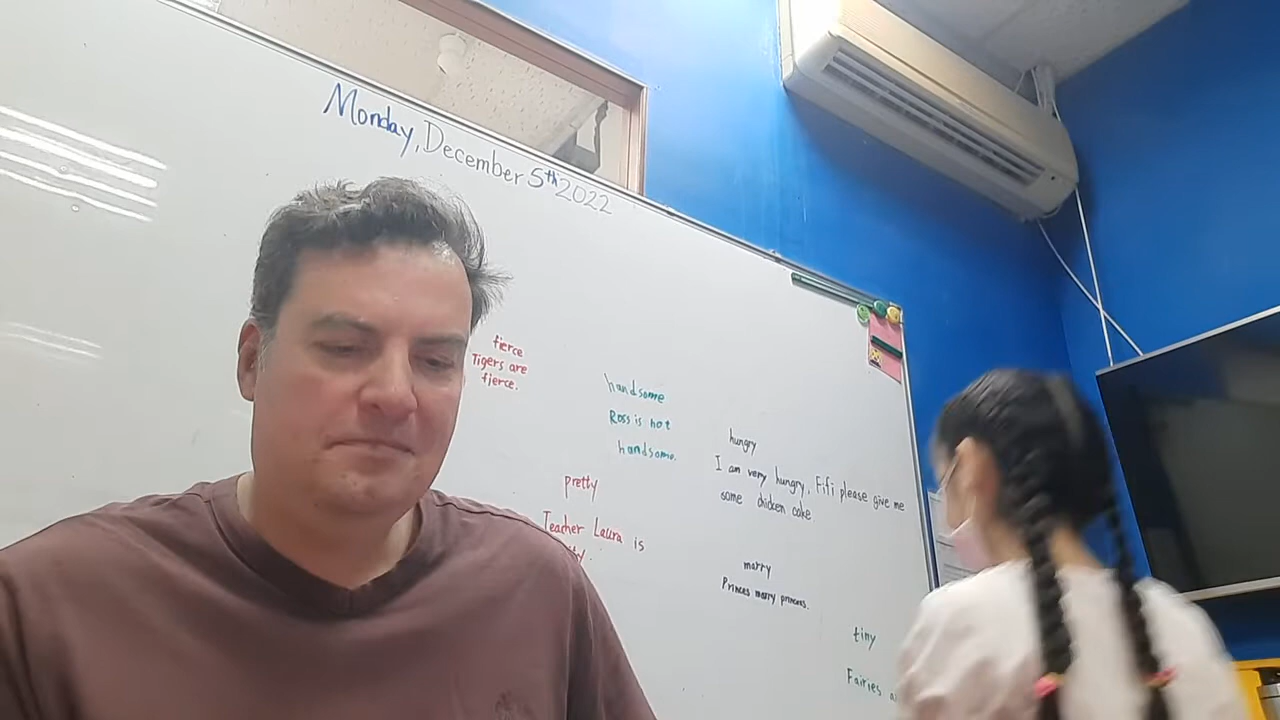 Monday, December 5th 2022
fierce
Tigers are
fierce.
handsome
Ross is not
handsome.
pretty
Teacher Laura is
hungry
I am very hungry. Fifi please give me
some chicken cake
marry
Princes marry princess.
tiny
Fairies